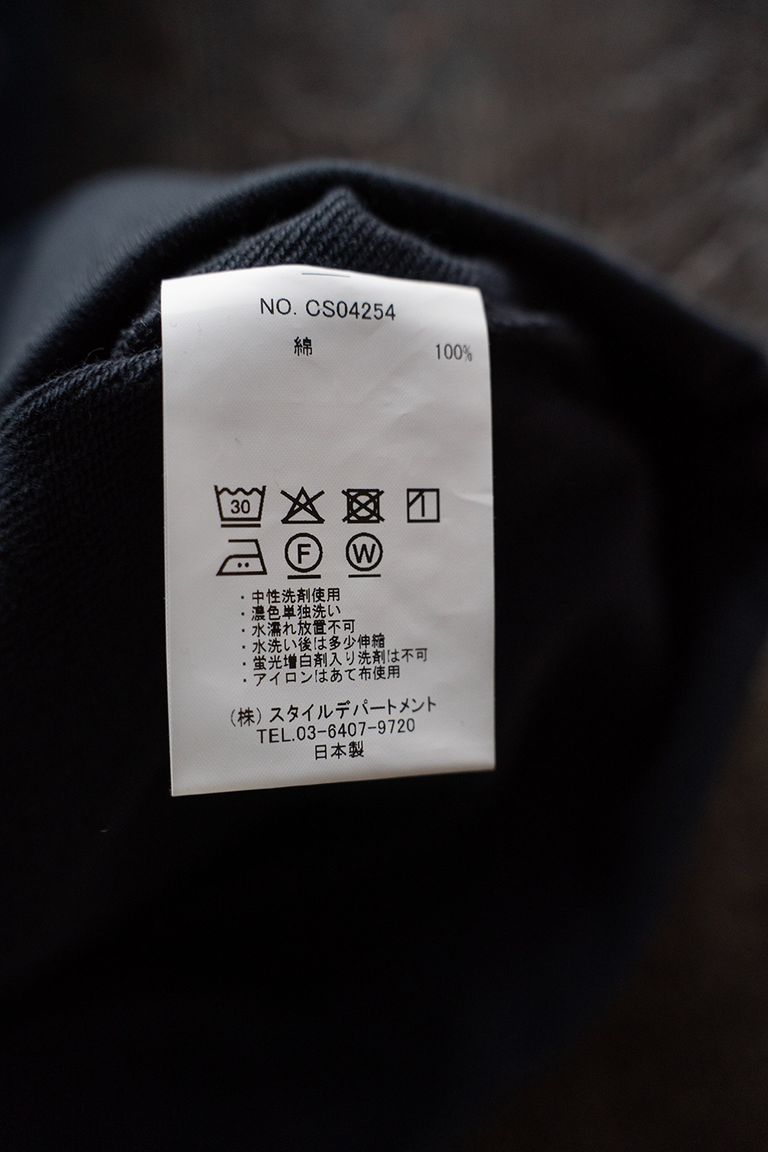 NO. CS04254
綿 100%
30
F W
・中性洗剤使用
・濃色単独洗い
・水濡れ放置不可
・水洗い後は多少伸縮
・蛍光増白剤入り洗剤は不可
・アイロンはあて布使用
(株)スタイルデパートメント
TEL.03-6407-9720
日本製